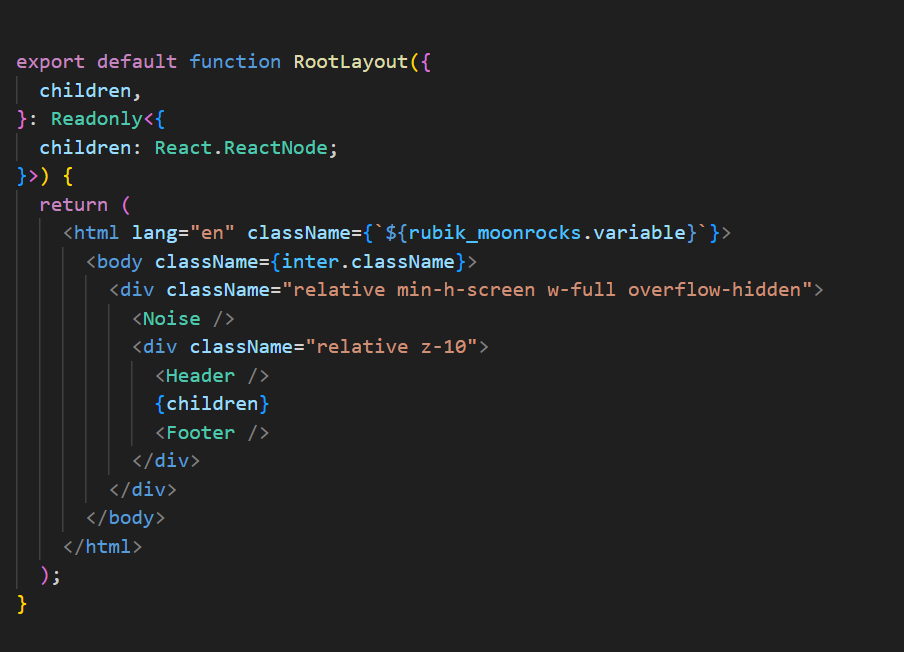 export default function RootLayout({
  children,
}: Readonly<{
  children: React.ReactNode;
}>) {
  return (
    <html lang="en" className={`${rubik_moonrocks.variable}`}>
      <body className={inter.className}>
        <div className="relative min-h-screen w-full overflow-hidden">
          <Noise />
          <div className="relative z-10">
            <Header />
            {children}
            <Footer />
          </div>
        </div>
      </body>
    </html>
  );
}